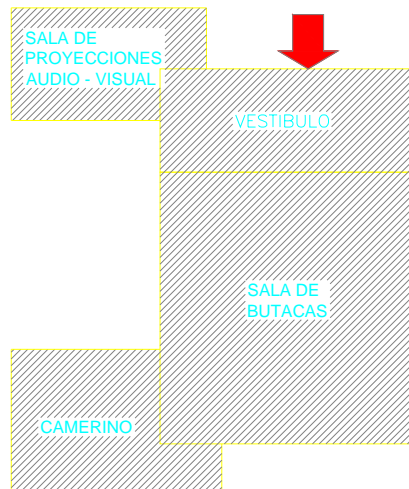 SALA DE
PROYECCIONES
AUDIO - VISUAL
VESTIBULO
SALA DE
BUTACAS
CAMERINO